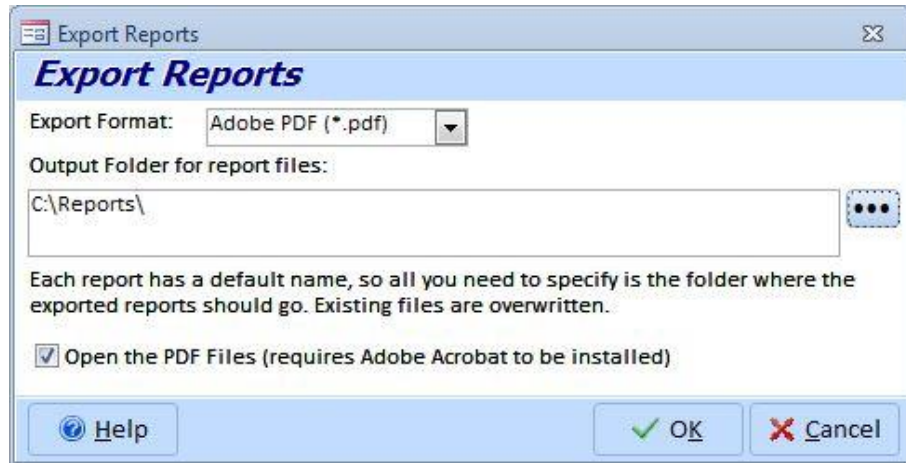 Export Reports
Export Reports
Export Format: Adobe PDF (*.pdf)
Output Folder for report files:
C:\Reports\
Each report has a default name, so all you need to specify is the folder where the
exported reports should go. Existing files are overwritten.
Open the PDF Files (requires Adobe Acrobat to be installed)
Help OK Cancel